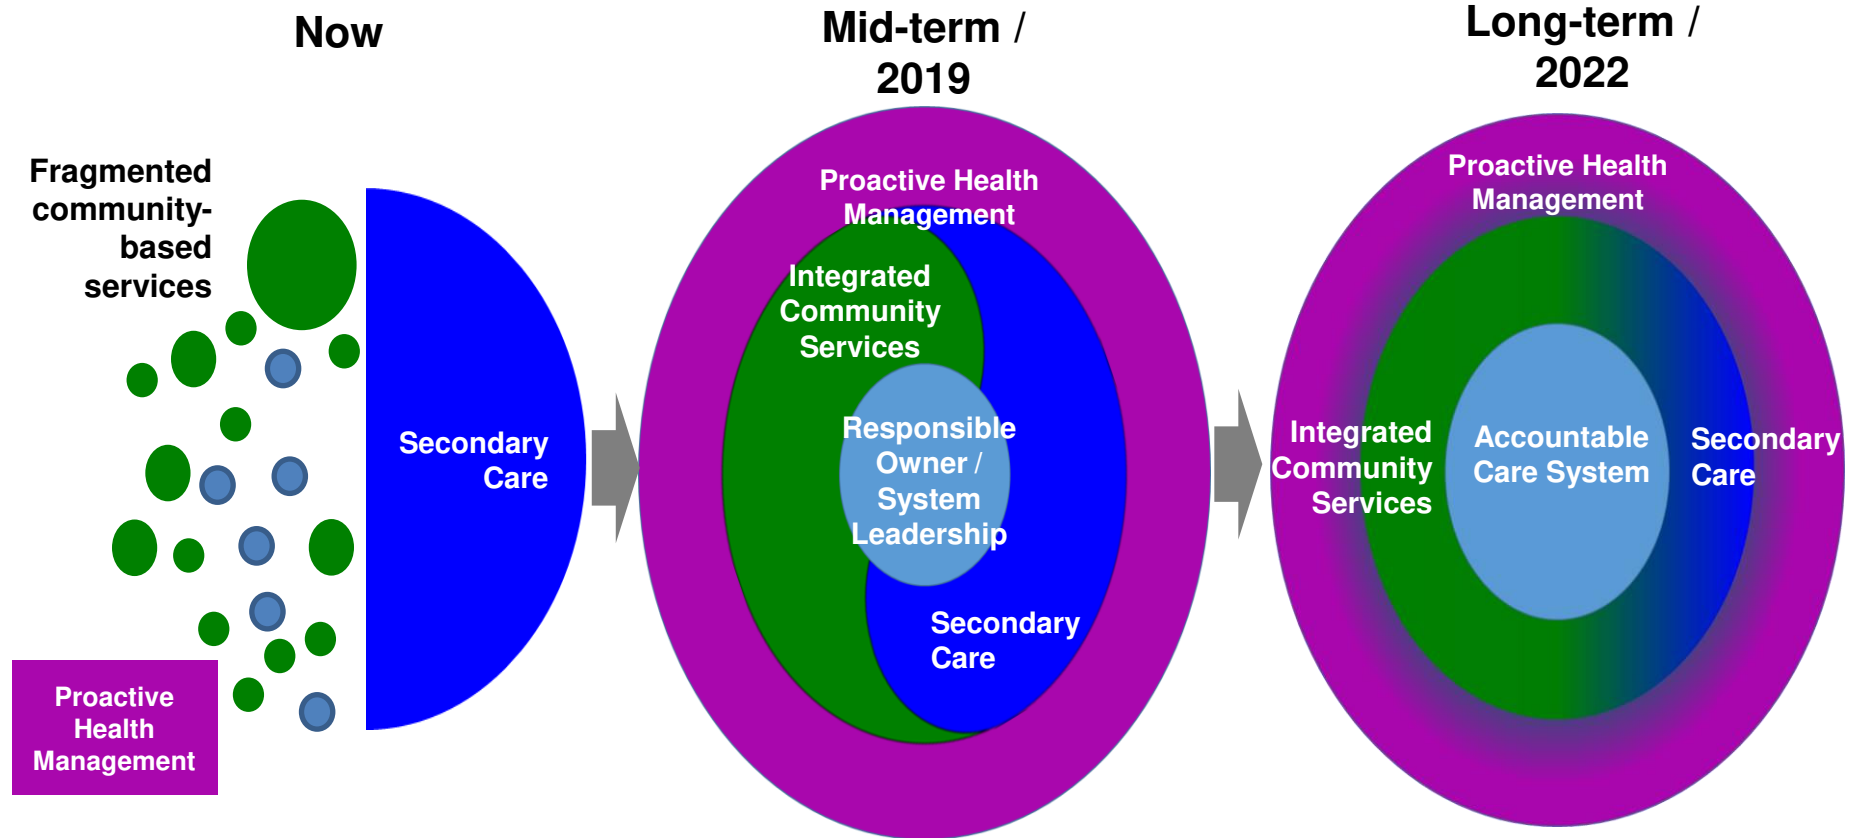 Now
Fragmented
community-
based
services
Secondary
Care
Proactive
Health
Management
Mid-term /
2019
Proactive Health
Management
Integrated
Community
Services
Responsible
Owner /
System
Leadership
Secondary
Care
Long-term /
2022
Proactive Health
Management
Integrated
Community
Services
Accountable
Care System
Secondary
Care